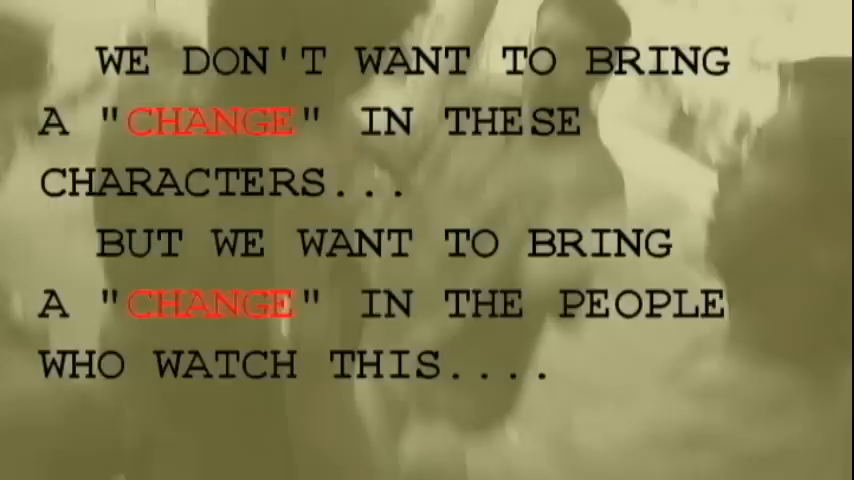 WE DON'T WANT TO BRING
A "CHANGE" IN THESE
CHARACTERS...
BUT WE WANT TO BRING
A "CHANGE" IN THE PEOPLE
WHO WATCH THIS....